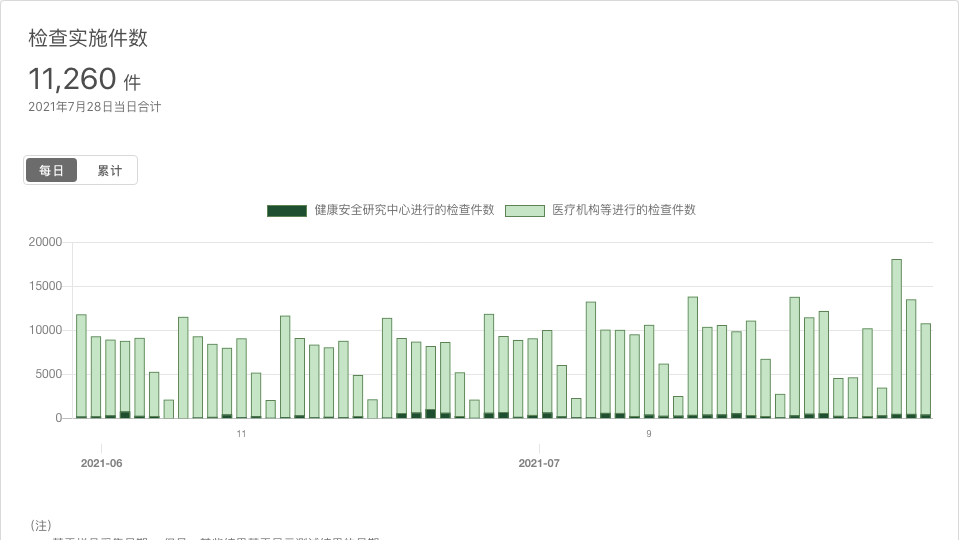 检查实施件数
11,260 件
2021年7月28日当日合计
每日 累计
健康安全研究中心进行的检查件数 医疗机构等进行的检查件数
20000
15000
10000
5000
0
11 9
2021-06 2021-07
(注)